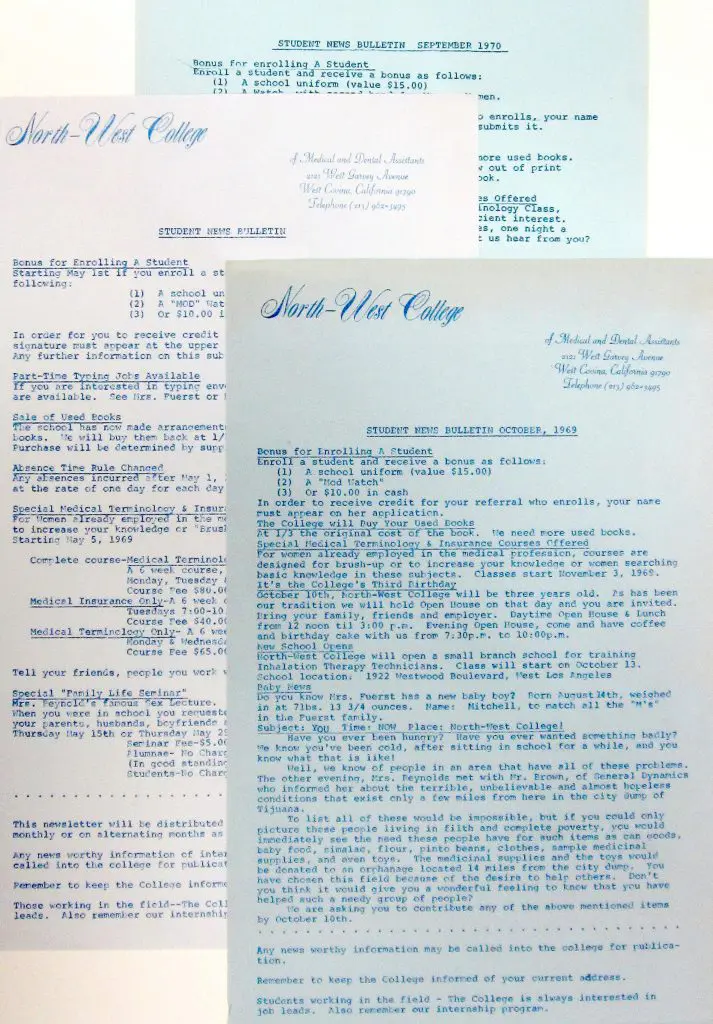 STUDENT NEWS BULLETIN SEPTEMBER 1970
Bonus for enrolling A Student
Enroll a student and receive a bonus as follows:
(1) A school uniform (value $15.00)
(2) A Watch, with
men.
enrolls, your name
submits it.
more used books.
out of print
ook.
es Offered
inology Class,
cient interest.
es, one night a
t us hear from you?
North-West College
of Medical and Dental Assistants
2121 West Garvey Avenue
West Covina, California 91790
Telephone (213) 962-3495
STUDENT NEWS BULLETIN
Bonus for Enrolling A Student
Starting May 1st if you enroll a st
following:
(1) A school un
(2) A "MOD" Wat
(3) Or $10.00 i
In order for you to receive credit
signature must appear at the upper
Any further information on this sub
Part-Time Typing Jobs Available
If you are interested in typing env
are available. See Mrs. Fuerst or
Sale of Used Books
The school has now made arrangement
books. We will buy them back at 1/
Purchase will be determined by supp
Absence Time Rule Changed
Any absences incurred after May 1,
at the rate of one day for each day
Special Medical Terminology & Insur
For Women already employed in the me
to increase your knowledge or "Brus
Starting May 5, 1969
Complete course-Medical Terminol
A 6 week course,
Monday, Tuesday &
Course Fee $80.0
Medical Insurance Only-A 6 week
Tuesdays 7:00-10:
Course Fee $40.0
Medical Terminology Only- A 6 we
Monday & Wednesd
Course Fee $65.0
Tell your friends, people you work w
Special "Family Life Seminar"
Mrs. Reynold's famous Sex Lecture.
When you were in school you requeste
your parents, husbands, boyfriends
Thursday May 15th or Thursday May 2
Seminar Fee-$5.0
Alumnae- No Char
(In good standin
Students-No Char
This newsletter will be distributed
monthly or on alternating months as
Any news worthy information of inter
called into the college for publicat
Remember to keep the College informe
Those working in the field--The Col
leads. Also remember our internship
North-West College
of Medical and Dental Assistants
2121 West Garvey Avenue
West Covina, California 91790
Telephone (213) 962-3495
STUDENT NEWS BULLETIN OCTOBER, 1969
Bonus for Enrolling A Student
Enroll a student and receive a bonus as follows:
(1) A school uniform (value $15.00)
(2) A "Mod Watch"
(3) Or $10.00 in cash
In order to receive credit for your referral who enrolls, your name
must appear on her application.
The College will Buy Your Used Books
At 1/3 the original cost of the book. We need more used books.
Special Medical Terminology & Insurance Courses Offered
For women already employed in the medical profession, courses are
designed for brush-up or to increase your knowledge or women searching
basic knowledge in these subjects. Classes start November 3, 1969.
It's the College's Third Birthday
October 10th, North-West College will be three years old. As has been
our tradition we will hold Open House on that day and you are invited.
Bring your family, friends and employer. Daytime Open House & Lunch
from 12 noon til 3:00 p.m. Evening Open House, come and have coffee
and birthday cake with us from 7:30p.m. to 10:00p.m.
New School Opens
North-West College will open a small branch school for training
Inhalation Therapy Technicians. Class will start on October 13.
School location: 1922 Westwood Boulevard, West Los Angeles
Baby News
Do you know Mrs. Fuerst has a new baby boy? Born August 14th, weighed
in at 7lbs. 13 3/4 ounces. Name: Mitchell, to match all the "M's"
in the Fuerst family.
Subject: YOU Time: NOW Place: North-West College!
Have you ever been hungry? Have you ever wanted something badly?
We know you've been cold, after sitting in school for a while, and you
know what that is like!
Well, we know of people in an area that have all of these problems.
The other evening, Mrs. Reynolds met with Mr. Brown, of General Dynamics
who informed her about the terrible, unbelievable and almost hopeless
conditions that exist only a few miles from here in the city dump of
Tijuana.
To list all of these would be impossible, but if you could only
picture these people living in filth and complete poverty, you would
immediately see the need these people have for such items as can goods,
baby food, similac, flour, pinto beans, clothes, sample medicinal
supplies, and even toys. The medicinal supplies and the toys would
be donated to an orphanage located 14 miles from the city dump. You
have chosen this field because of the desire to help others. Don't
you think it would give you a wonderful feeling to know that you have
helped such a needy group of people?
We are asking you to contribute any of the above mentioned items
by October 10th.
Any news worthy information may be called into the college for publica-
tion.
Remember to keep the College informed of your current address.
Students working in the field - The College is always interested in
job leads. Also remember our internship program.